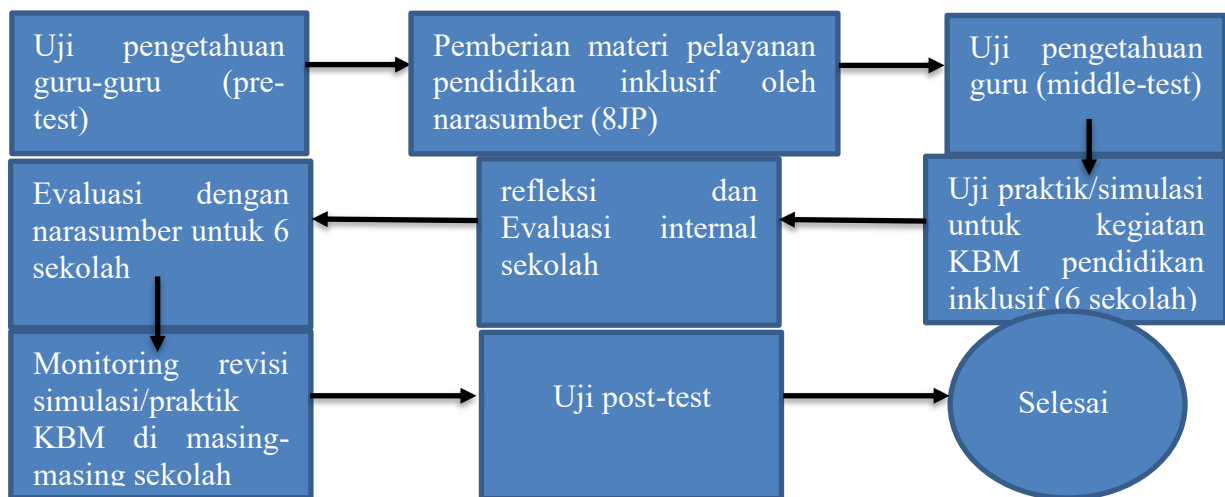 Uji pengetahuan
guru-guru (pre-
test)
Pemberian materi pelayanan
pendidikan inklusif oleh
narasumber (8JP)
Uji pengetahuan
guru (middle-test)
Uji praktik/simulasi
untuk kegiatan
KBM pendidikan
inklusif (6 sekolah)
refleksi dan
Evaluasi internal
sekolah
Evaluasi dengan
narasumber untuk 6
sekolah
Monitoring revisi
simulasi/praktik
KBM di masing-
masing sekolah
Uji post-test
Selesai